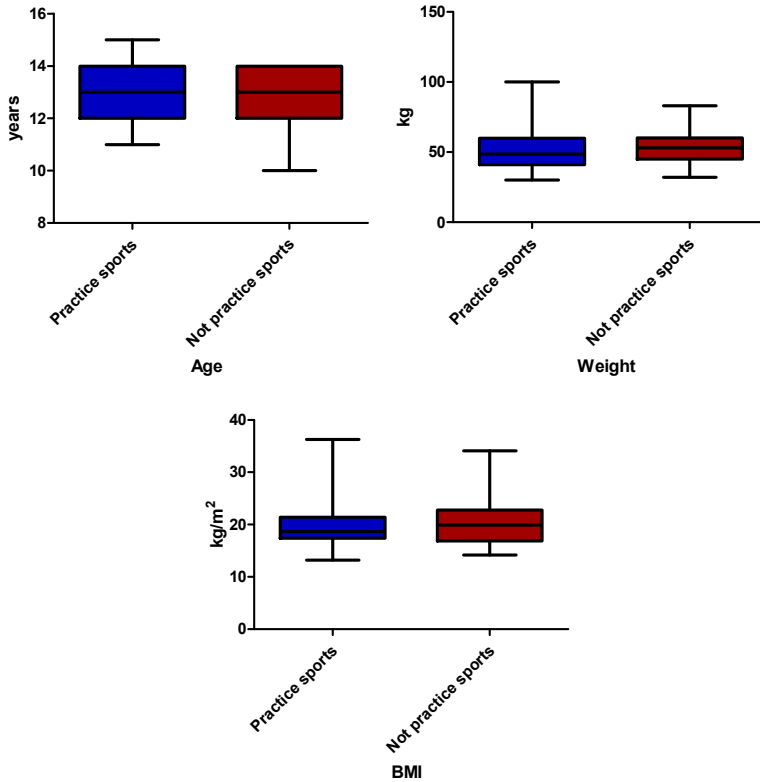 16
14
12
10
8
years
Practice sports
Not practice sports
Age
150
100
50
0
kg
Practice sports
Not practice sports
Weight
40
30
20
10
0
kg/m²
Practice sports
Not practice sports
BMI